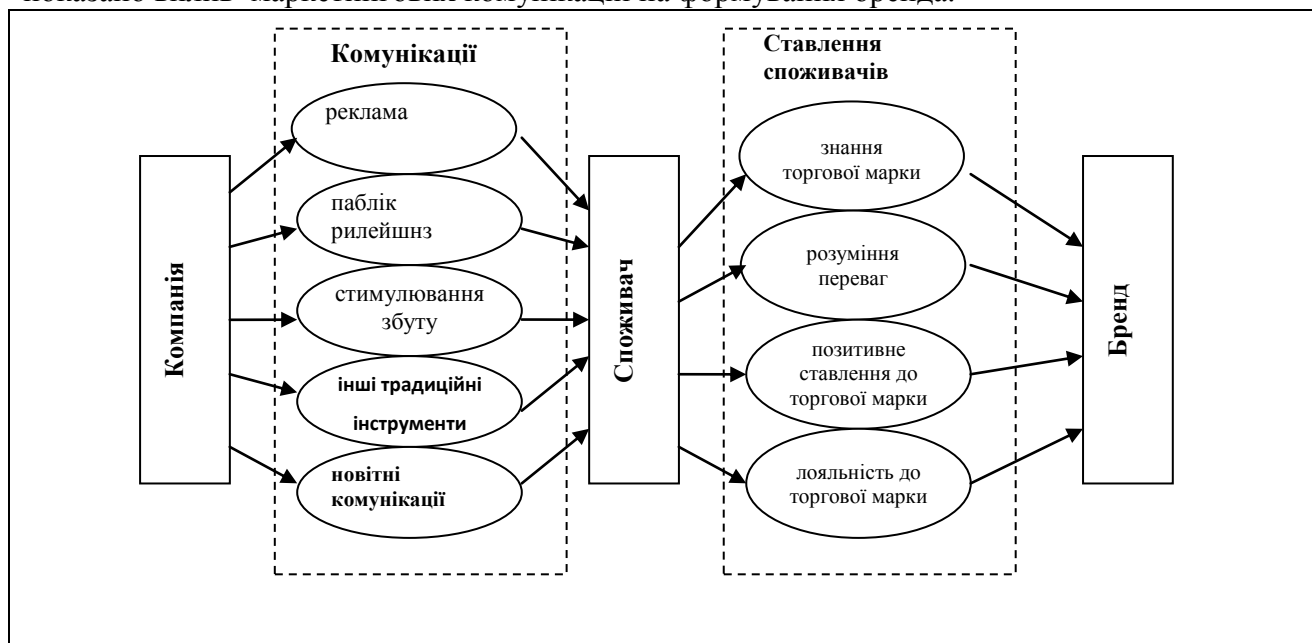 показано вплив маркетингових комунікацій на формування бренда.
Комунікації
Ставлення
споживачів
Компанія
реклама
паблік
рилейшнз
стимулювання
збуту
інші традиційні
інструменти
новітні
комунікації
Споживач
знання
торгової марки
розуміння
переваг
позитивне
ставлення до
торгової марки
лояльність до
торгової марки
Бренд